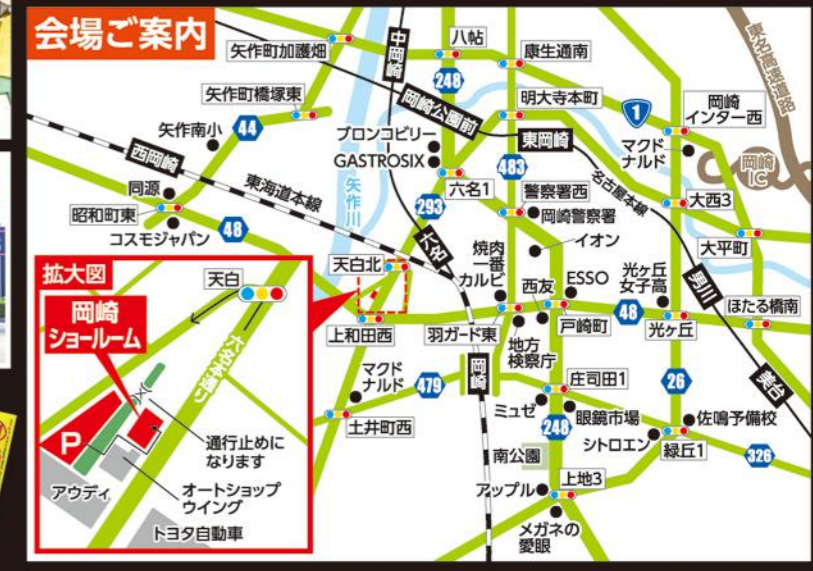 会場ご案内
矢作町加護畑
中岡崎
八帖
康生通南
東名高速道路
248
矢作町橋塚東
岡崎公園前
明大寺本町
1
岡崎
インター西
矢作南小
44
ブロンコビリー
GASTROSIX
東岡崎
マクド
ナルド
岡崎
IC
西岡崎
東海道本線
矢作川
六名1
483
名古屋本線
同源
293
警察署西
岡崎警察署
大西3
昭和町東
コスモジャパン
48
六名
イオン
大平町
拡大図
天白
天白北
焼肉
一番
カルビ
西友
ESSO
光ヶ丘
女子高
男川
岡崎
ショールーム
六名本通り
上和田西
羽ガード東
戸崎町
48
光ヶ丘
ほたる橋南
地方
検察庁
マクド
ナルド
479
岡崎
庄司田1
26
美合
P
通行止めに
なります
土井町西
ミュゼ
眼鏡市場
佐鳴予備校
248
シトロエン
緑丘1
326
アウディ
オートショップ
ウイング
南公園
アップル
上地3
トヨタ自動車
メガネの
愛眼